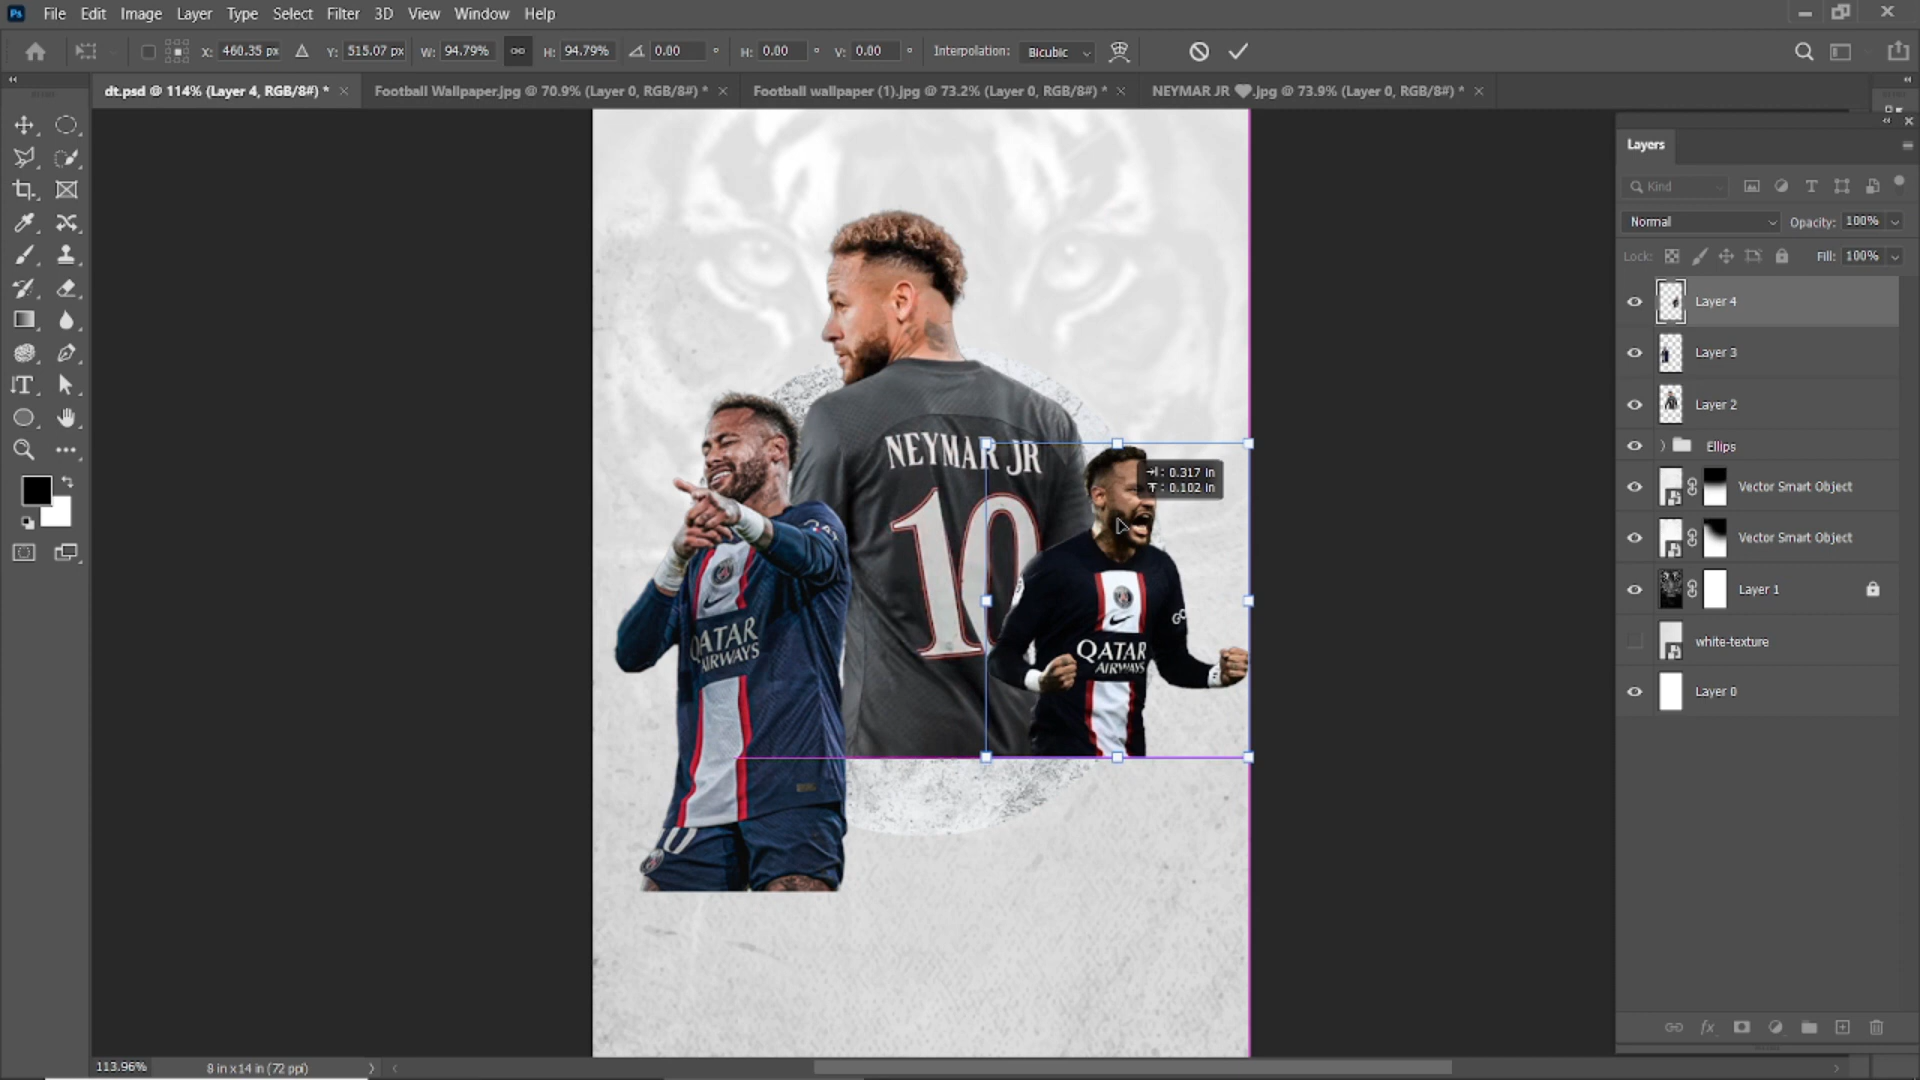 Ps File Edit Image Layer Type Select Filter 3D View Window Help
X: 460.35 px Y: 515.07 px W: 94.79% H: 94.79% 0.00 ° H: 0.00 ° V: 0.00 ° Interpolation: Bicubic
dt.psd @ 114% (Layer 4, RGB/8#) * Football Wallpaper.jpg @ 70.9% (Layer 0, RGB/8#) * Football wallpaper (1).jpg @ 73.2% (Layer 0, RGB/8#) * NEYMAR JR 🖤.jpg @ 73.9% (Layer 0, RGB/8#) *
Layers
Kind
Normal Opacity: 100%
Lock: Fill: 100%
Layer 4
Layer 3
Layer 2
Ellips
Vector Smart Object
Vector Smart Object
Layer 1
white-texture
Layer 0
NEYMAR JR
10
: 0.317 in
: 0.102 in
QATAR
AIRWAYS
QATAR
AIRWAYS
113.96% 8 in x 14 in (72 ppi)